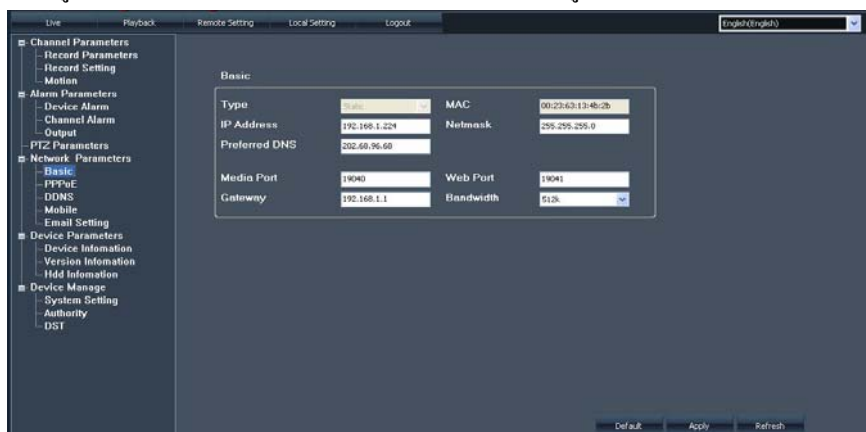 Live Playback Remote Setting Local Setting Logout English(English)
Channel Parameters
Record Parameters
Record Setting
Motion
Alarm Parameters
Device Alarm
Channel Alarm
Output
PTZ Parameters
Network Parameters
Basic
PPPoE
DDNS
Mobile
Email Setting
Device Parameters
Device Infomation
Version Infomation
Hdd Infomation
Device Manage
System Setting
Authority
DST
Basic
Type Static MAC 00:23:63:13:4b:2b
IP Address 192.168.1.224 Netmask 255.255.255.0
Preferred DNS 202.60.96.60
Media Port 19040 Web Port 19041
Gateway 192.168.1.1 Bandwidth 512k
Default Apply Refresh